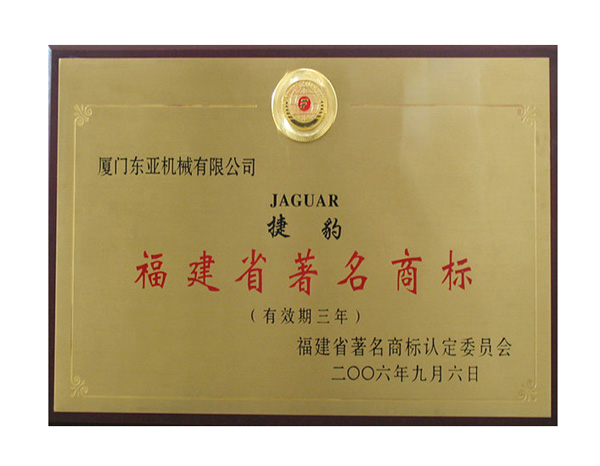 厦门东亚机械有限公司
JAGUAR
捷豹
福建省著名商标
(有效期三年)
福建省著名商标认定委员会
二〇〇六年九月六日